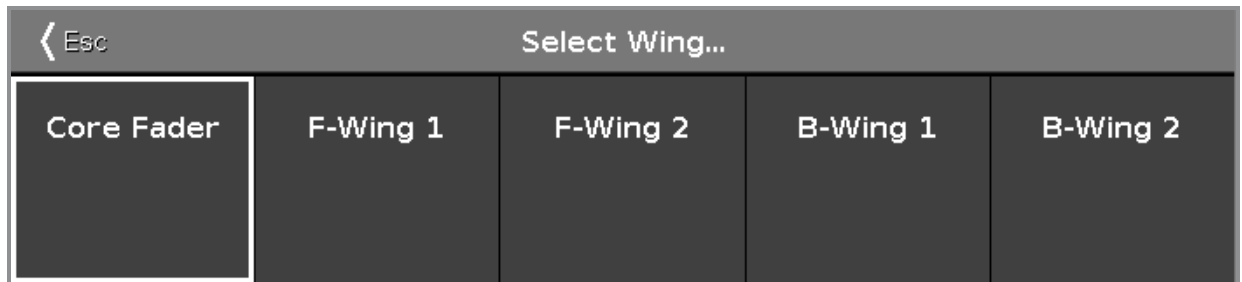 Esc
Select Wing...
Core Fader
F-Wing 1
F-Wing 2
B-Wing 1
B-Wing 2